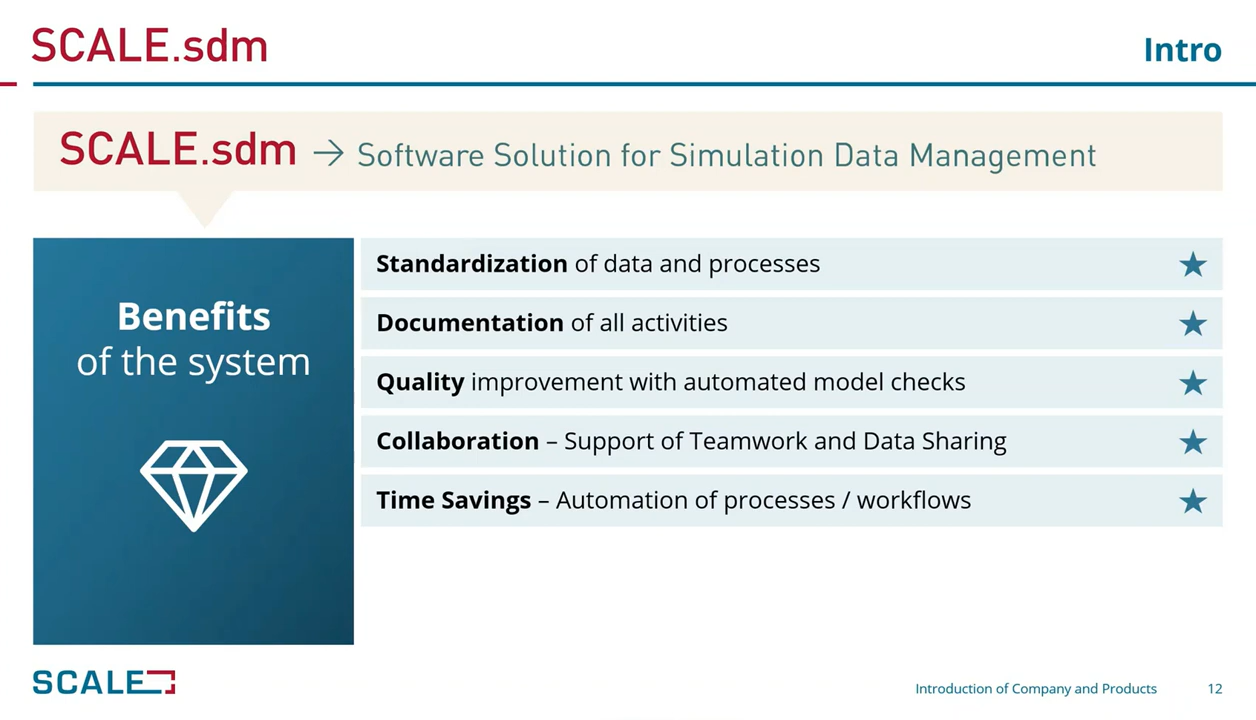 SCALE.sdm
Intro
SCALE.sdm → Software Solution for Simulation Data Management
Benefits
of the system
Standardization of data and processes
Documentation of all activities
Quality improvement with automated model checks
Collaboration – Support of Teamwork and Data Sharing
Time Savings – Automation of processes / workflows
SCALE
Introduction of Company and Products
12